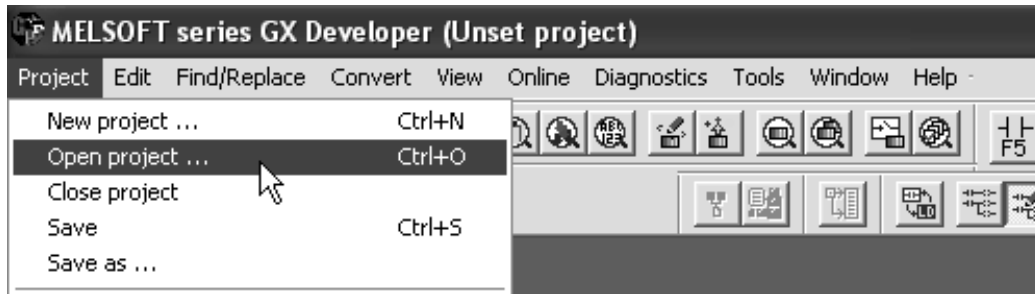 MELSOFT series GX Developer (Unset project)
Project Edit Find/Replace Convert View Online Diagnostics Tools Window Help
New project ... Ctrl+N
Open project ... Ctrl+O
Close project
Save Ctrl+S
Save as ...
F5
LD